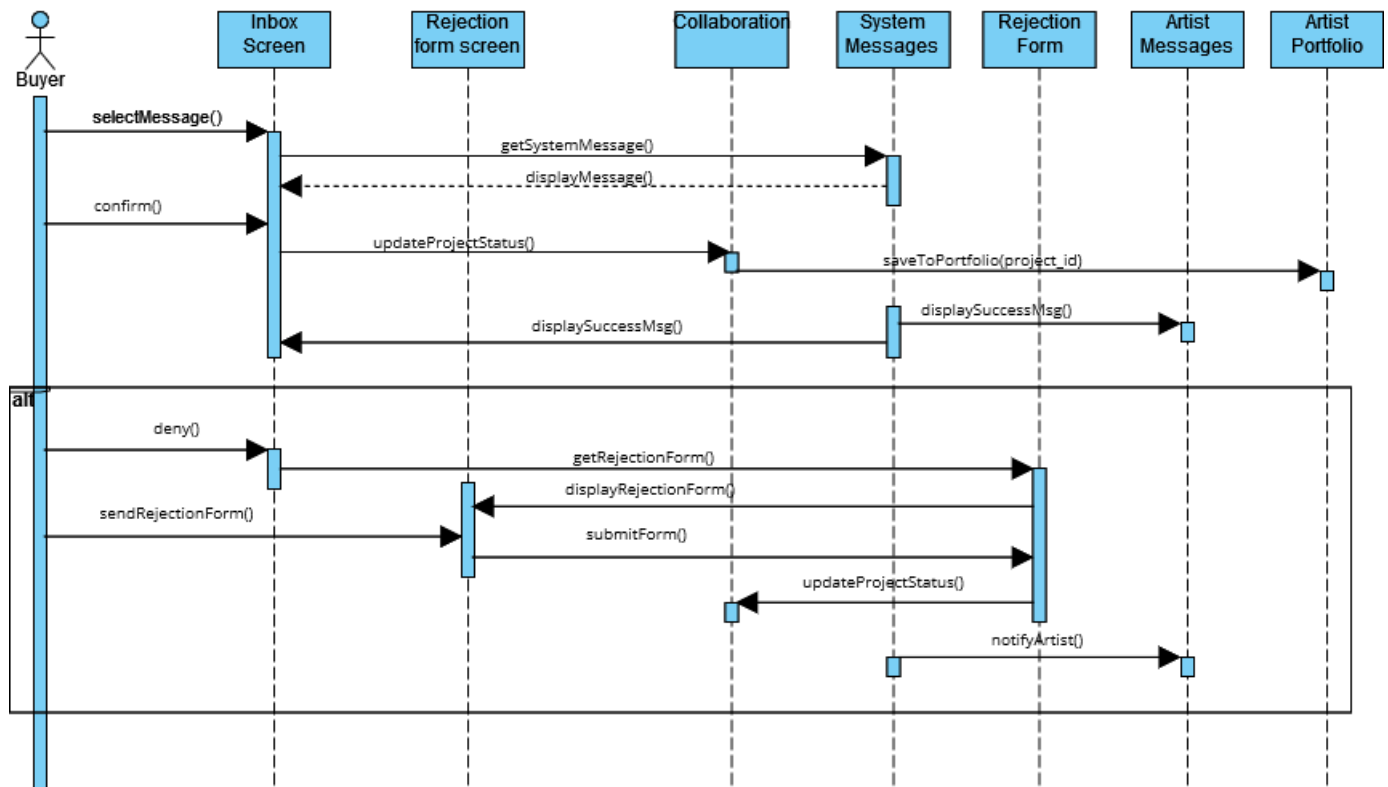 Buyer
Inbox
Screen
Rejection
form screen
Collaboration
System
Messages
Rejection
Form
Artist
Messages
Artist
Portfolio
selectMessage()
getSystemMessage()
displayMessage()
confirm()
updateProjectStatus()
saveToPortfolio(project_id)
displaySuccessMsg()
displaySuccessMsg()
alt
deny()
getRejectionForm()
displayRejectionForm()
sendRejectionForm()
submitForm()
updateProjectStatus()
notifyArtist()